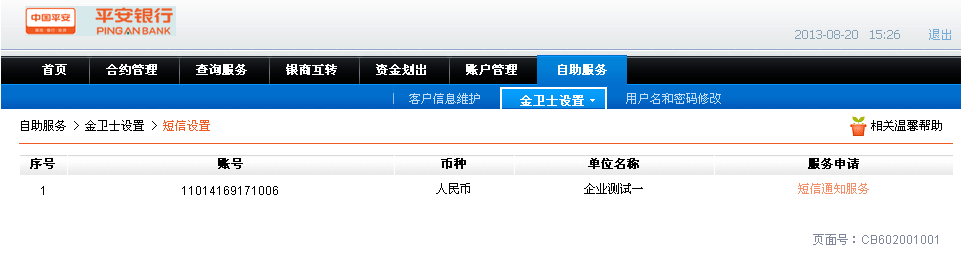 中国平安 平安银行
PING AN BANK
2013-08-20 15:26 退出
首页 合约管理 查询服务 银商互转 资金划出 账户管理 自助服务
客户信息维护 金卫士设置 用户名和密码修改
自助服务 > 金卫士设置 > 短信设置 相关温馨帮助
序号 账号 币种 单位名称 服务申请
1 11014169171006 人民币 企业测试一 短信通知服务
页面号：CB602001001